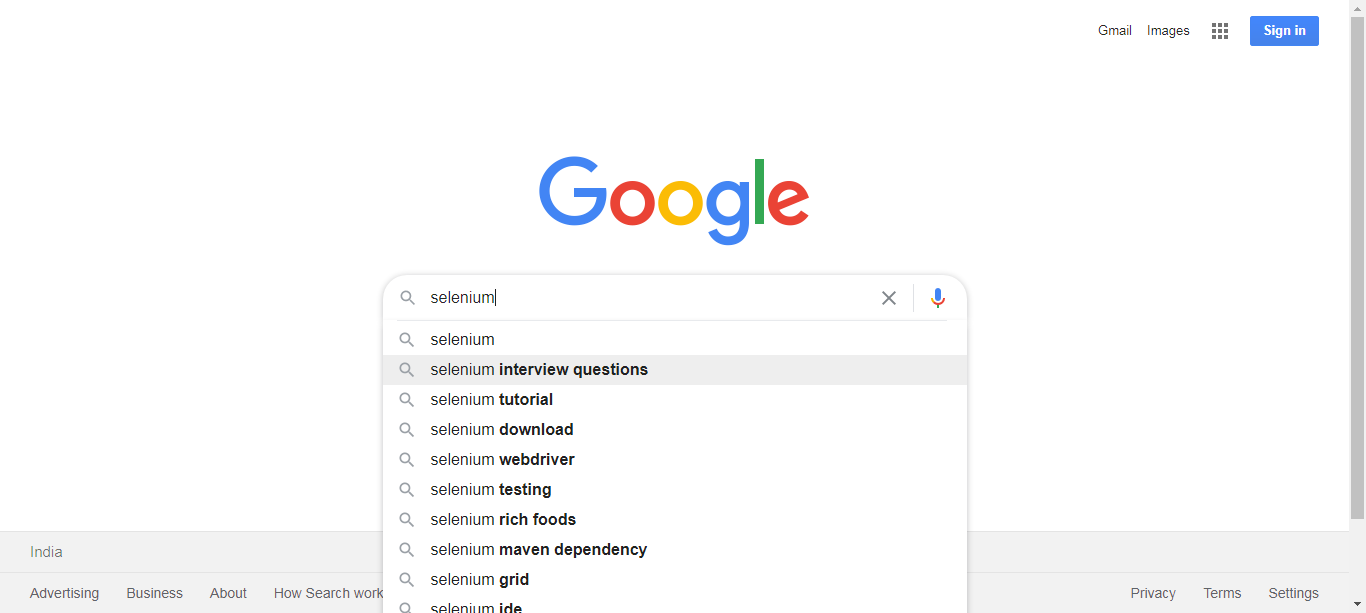 Gmail Images Sign in
Google
selenium
selenium
selenium interview questions
selenium tutorial
selenium download
selenium webdriver
selenium testing
selenium rich foods
selenium maven dependency
selenium grid
selenium ide
India
Advertising Business About How Search work
Privacy Terms Settings